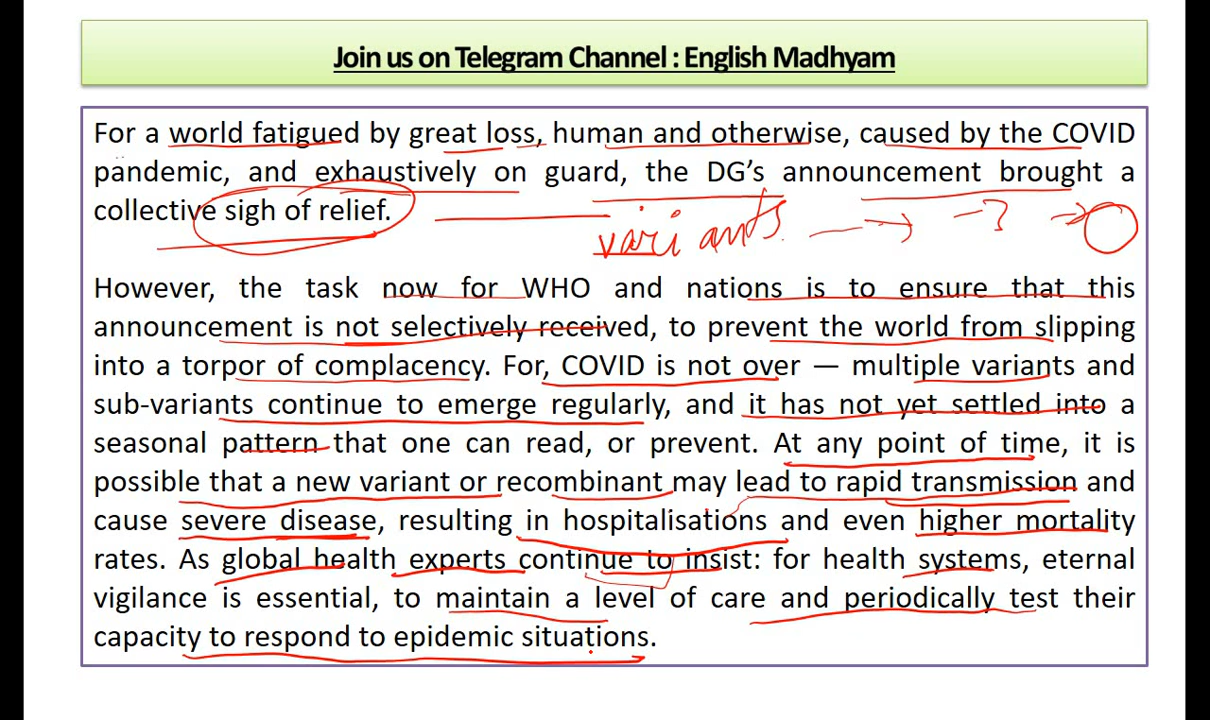 Join us on Telegram Channel : English Madhyam
For a world fatigued by great loss, human and otherwise, caused by the COVID
pandemic, and exhaustively on guard, the DG's announcement brought a
collective sigh of relief.
variants
However, the task now for WHO and nations is to ensure that this
announcement is not selectively received, to prevent the world from slipping
into a torpor of complacency. For, COVID is not over — multiple variants and
sub-variants continue to emerge regularly, and it has not yet settled into a
seasonal pattern that one can read, or prevent. At any point of time, it is
possible that a new variant or recombinant may lead to rapid transmission and
cause severe disease, resulting in hospitalisations and even higher mortality
rates. As global health experts continue to insist: for health systems, eternal
vigilance is essential, to maintain a level of care and periodically test their
capacity to respond to epidemic situations.